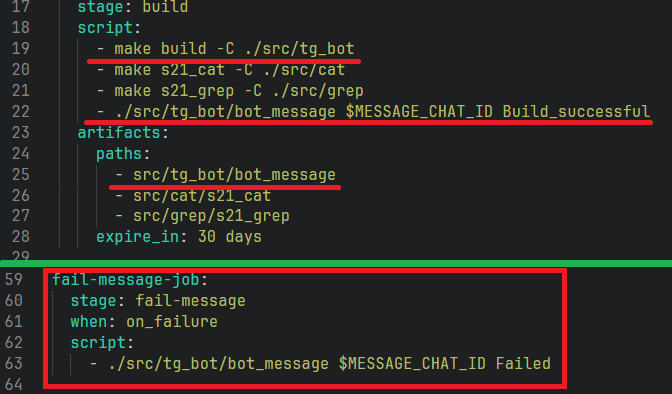 17 stage: build
18 script:
19 - make build -C ./src/tg_bot
20 - make s21_cat -C ./src/cat
21 - make s21_grep -C ./src/grep
22 - ./src/tg_bot/bot_message $MESSAGE_CHAT_ID Build_successful
23 artifacts:
24 paths:
25 - src/tg_bot/bot_message
26 - src/cat/s21_cat
27 - src/grep/s21_grep
28 expire_in: 30 days
29
59 fail-message-job:
60 stage: fail-message
61 when: on_failure
62 script:
63 - ./src/tg_bot/bot_message $MESSAGE_CHAT_ID Failed
64